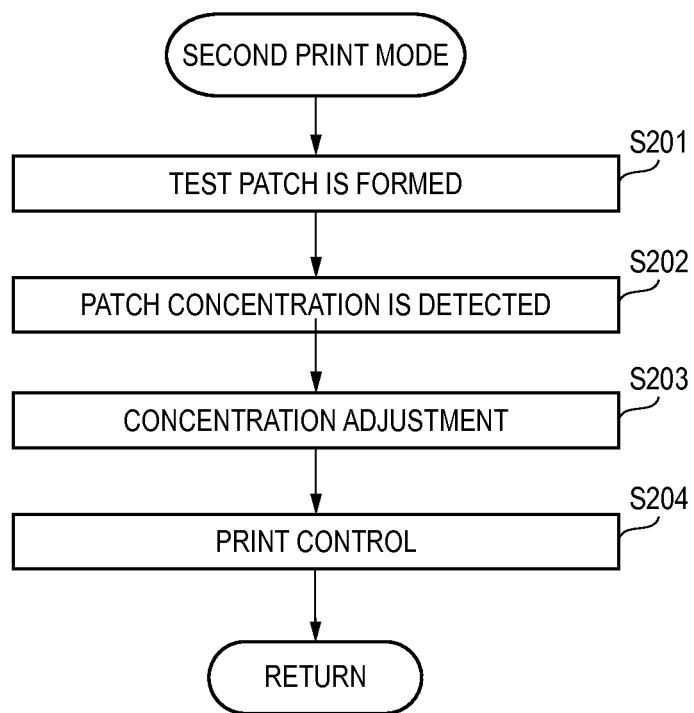 SECOND PRINT MODE
S201
TEST PATCH IS FORMED
S202
PATCH CONCENTRATION IS DETECTED
S203
CONCENTRATION ADJUSTMENT
S204
PRINT CONTROL
RETURN